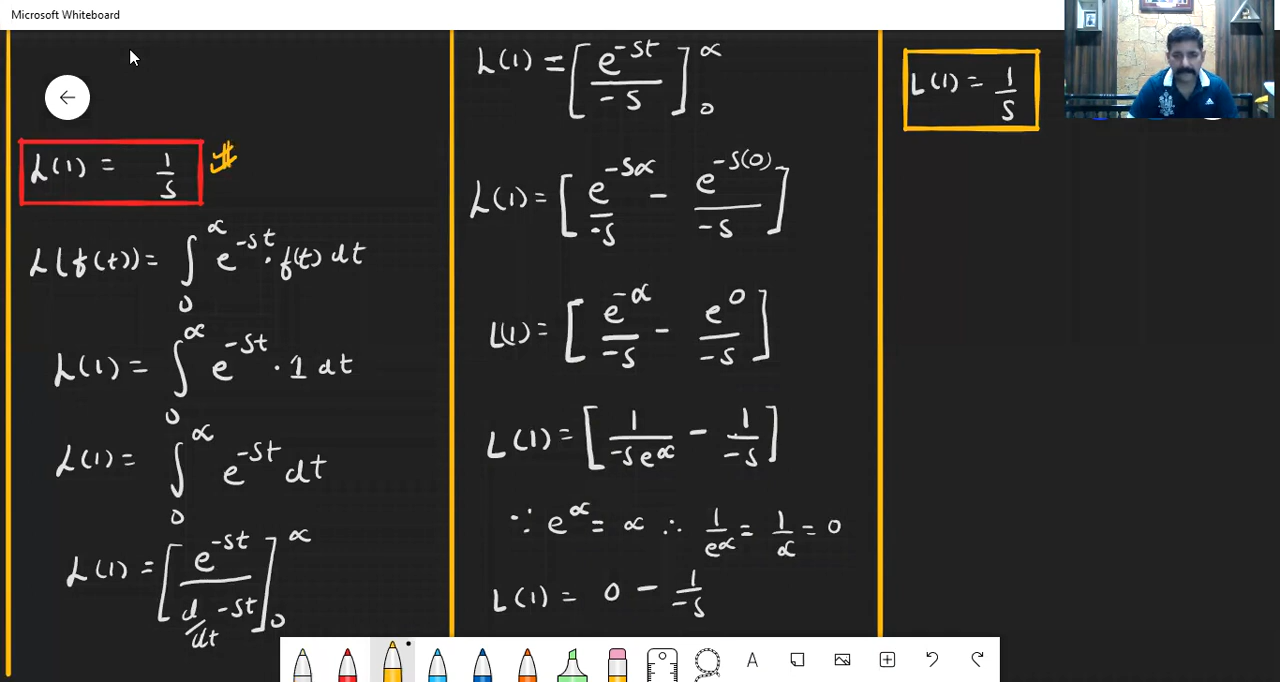 Microsoft Whiteboard
L(1) = 1/s
L(f(t)) = ∫₀^∝ e^(-st) · f(t) dt
L(1) = ∫₀^∝ e^(-st) · 1 dt
L(1) = ∫₀^∝ e^(-st) dt
L(1) = [e^(-st) / (d/dt -st)]₀^∝
L(1) = [e^(-st) / -s]₀^∝
L(1) = [e^(-s∝) / -s - e^(-s(0)) / -s]
L(1) = [e^(-∝) / -s - e^0 / -s]
L(1) = [1 / (-s e^∝) - 1 / -s]
∵ e^∝ = ∝ ∴ 1/e^∝ = 1/∝ = 0
L(1) = 0 - 1/-s
L(1) = 1/s
A